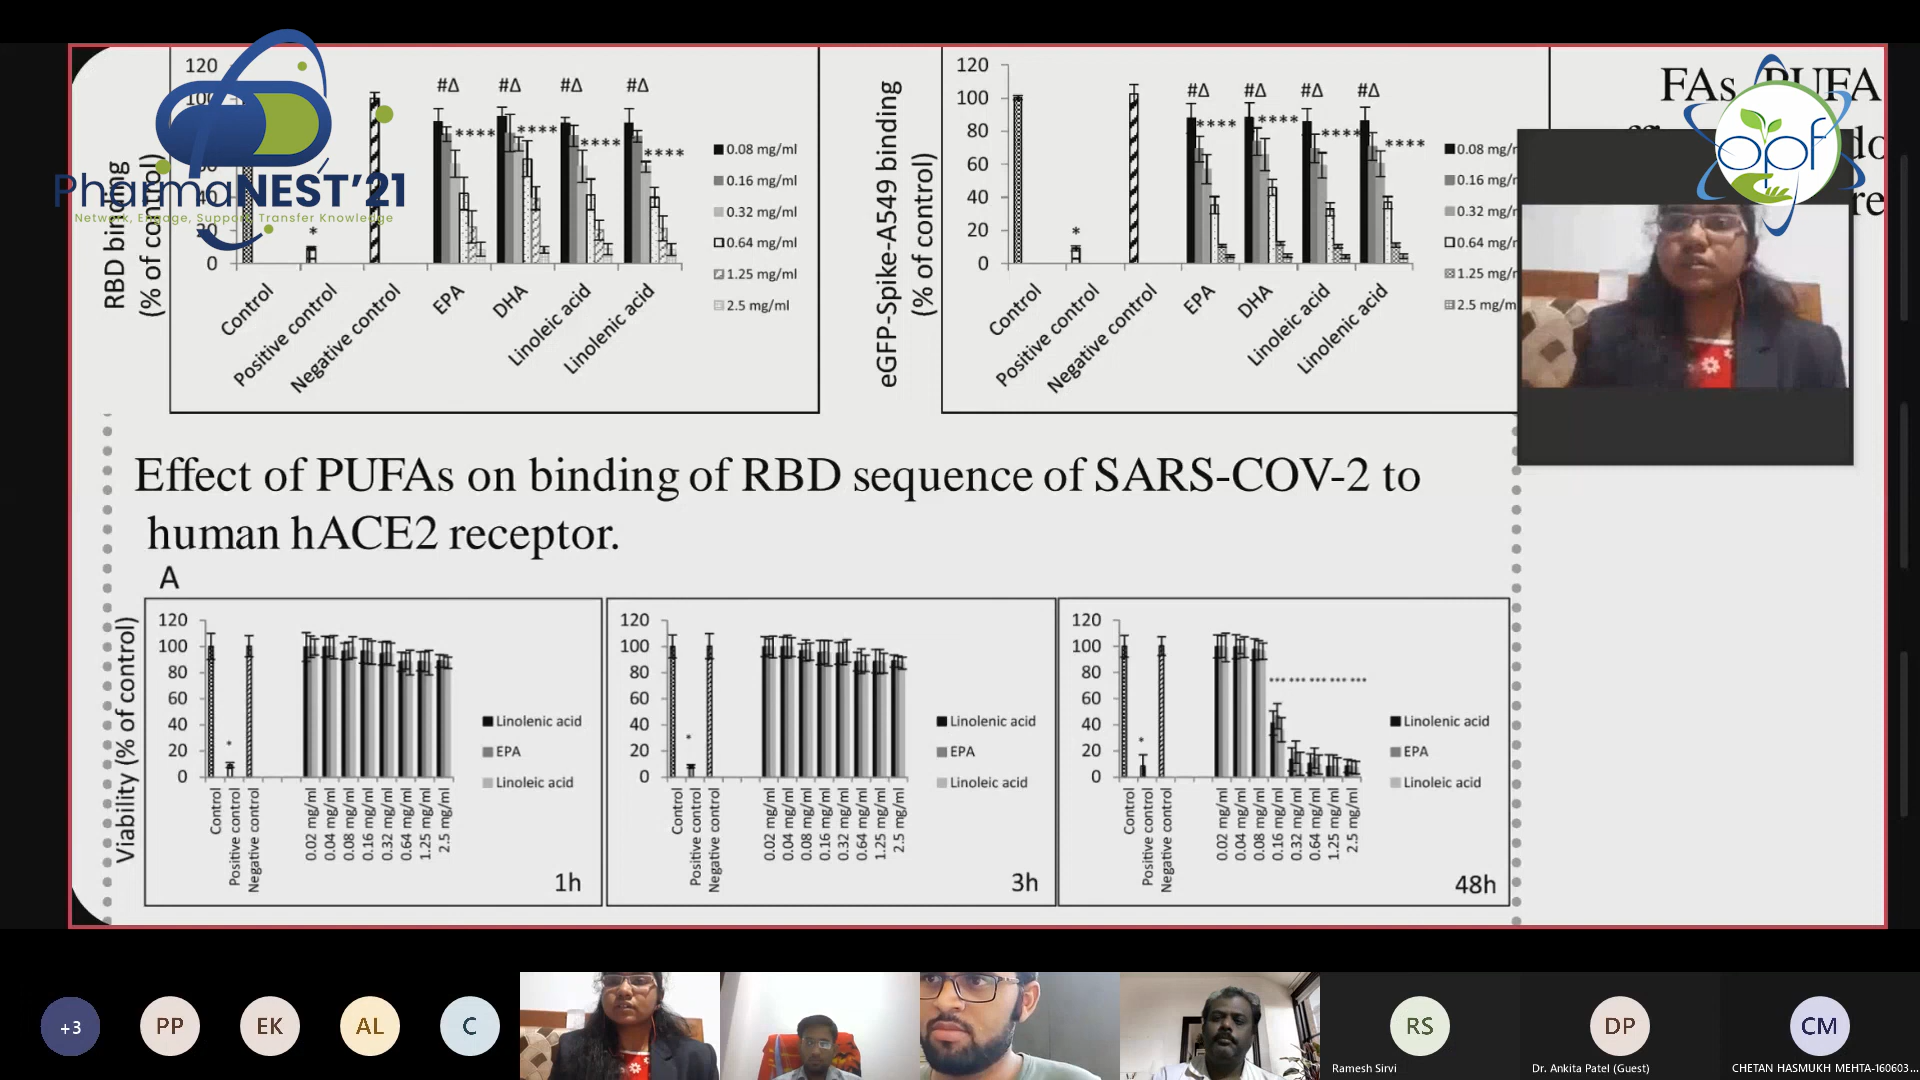 PharmaNEST'21
Network, Engage, Support, Transfer Knowledge
opf
RBD binding
(% of control)
120
100
60
40
20
0
*
#Δ
#Δ
#Δ
#Δ
****
****
****
****
Control
Positive control
Negative control
EPA
DHA
Linoleic acid
Linolenic acid
0.08 mg/ml
0.16 mg/ml
0.32 mg/ml
0.64 mg/ml
1.25 mg/ml
2.5 mg/ml
eGFP-Spike-A549 binding
(% of control)
120
100
80
60
40
20
0
*
#Δ
#Δ
#Δ
#Δ
****
****
****
****
Control
Positive control
Negative control
EPA
DHA
Linoleic acid
Linolenic acid
0.08 mg/
0.16 mg/
0.32 mg/
0.64 mg/
1.25 mg/
2.5 mg/m
FAs, PUFA
Effect of PUFAs on binding of RBD sequence of SARS-COV-2 to
human hACE2 receptor.
A
Viability (% of control)
120
100
80
60
40
20
0
*
Control
Positive control
Negative control
0.02 mg/ml
0.04 mg/ml
0.08 mg/ml
0.16 mg/ml
0.32 mg/ml
0.64 mg/ml
1.25 mg/ml
2.5 mg/ml
Linolenic acid
EPA
Linoleic acid
1h
120
100
80
60
40
20
0
*
Control
Positive control
Negative control
0.02 mg/ml
0.04 mg/ml
0.08 mg/ml
0.16 mg/ml
0.32 mg/ml
0.64 mg/ml
1.25 mg/ml
2.5 mg/ml
Linolenic acid
EPA
Linoleic acid
3h
120
100
80
60
40
20
0
*
*** *** *** *** ***
Control
Positive control
Negative control
0.02 mg/ml
0.04 mg/ml
0.08 mg/ml
0.16 mg/ml
0.32 mg/ml
0.64 mg/ml
1.25 mg/ml
2.5 mg/ml
Linolenic acid
EPA
Linoleic acid
48h
+3
PP
EK
AL
C
RS
DP
CM
Ramesh Sirvi
Dr. Ankita Patel (Guest)
CHETAN HASMUKH MEHTA-160603...